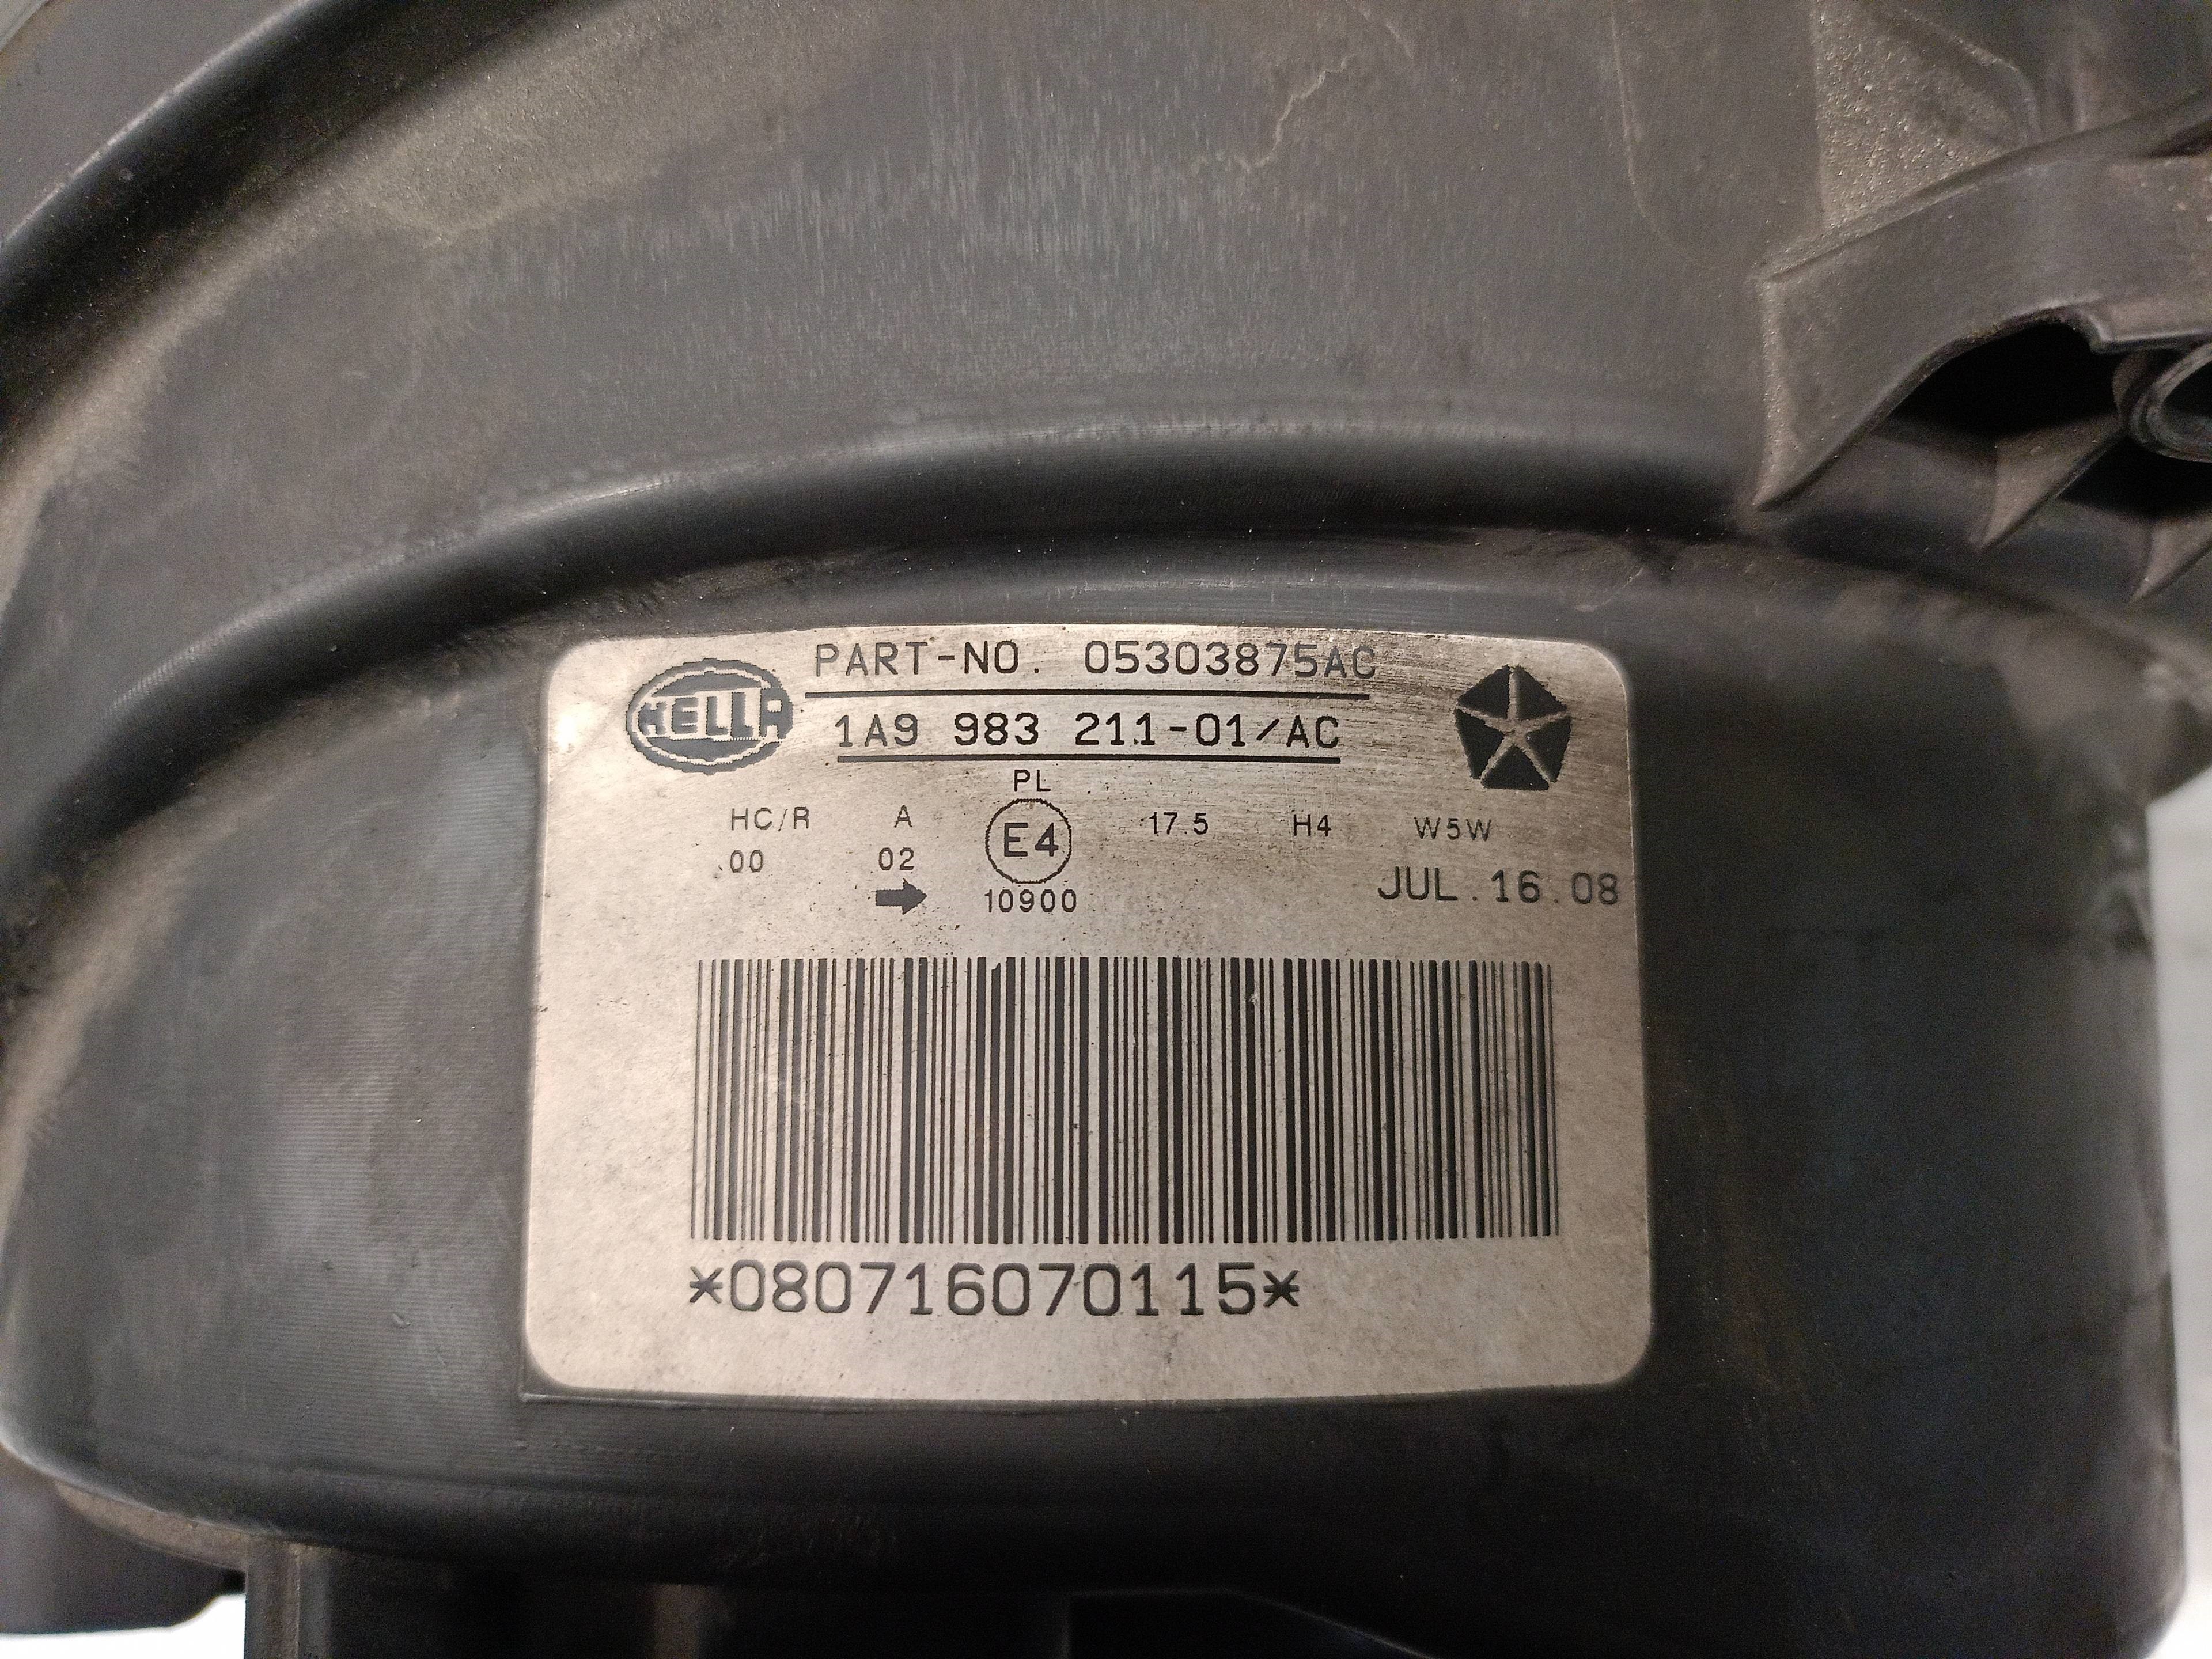 HELLA
PART-NO. 05303875AC
1A9 983 211-01/AC
PL
HC/R A E4 17.5 H4 W5W
00 02
10900
JUL.16.08
*080716070115*